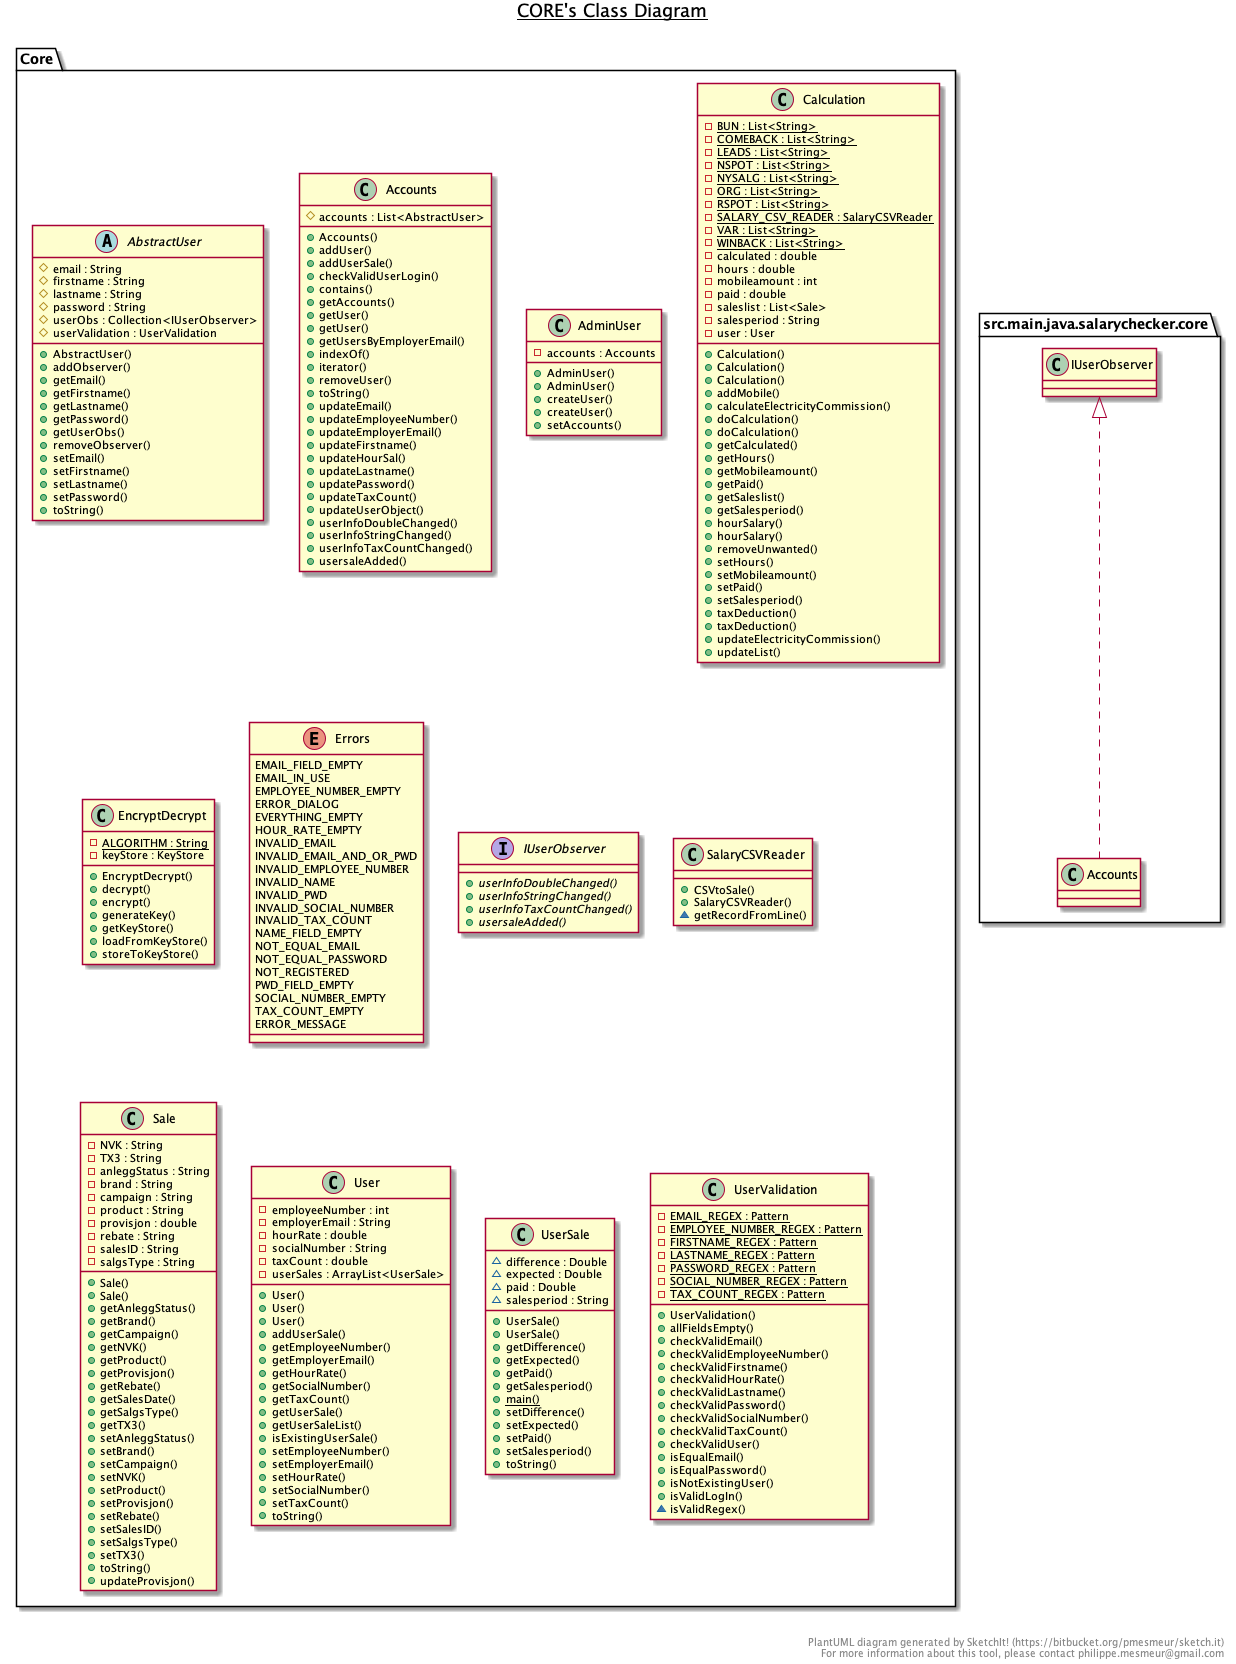 CORE's Class Diagram
Core
C Calculation
BUN : List<String>
COMEBACK : List<String>
LEADS : List<String>
NSPOT : List<String>
NYSALG : List<String>
ORG : List<String>
RSPOT : List<String>
SALARY_CSV_READER : SalaryCSVReader
VAR : List<String>
WINBACK : List<String>
calculated : double
hours : double
mobileamount : int
paid : double
saleslist : List<Sale>
salesperiod : String
user : User
Calculation()
Calculation()
Calculation()
addMobile()
calculateElectricityCommission()
doCalculation()
doCalculation()
getCalculated()
getHours()
getMobileamount()
getPaid()
getSaleslist()
getSalesperiod()
hourSalary()
hourSalary()
removeUnwanted()
setHours()
setMobileamount()
setPaid()
setSalesperiod()
taxDeduction()
taxDeduction()
updateElectricityCommission()
updateList()
C Accounts
accounts : List<AbstractUser>
Accounts()
addUser()
addUserSale()
checkValidUserLogin()
contains()
getAccounts()
getUser()
getUser()
getUsersByEmployerEmail()
indexOf()
iterator()
removeUser()
toString()
updateEmail()
updateEmployeeNumber()
updateEmployerEmail()
updateFirstname()
updateHourSal()
updateLastname()
updatePassword()
updateTaxCount()
updateUserObject()
userInfoDoubleChanged()
userInfoStringChanged()
userInfoTaxCountChanged()
usersaleAdded()
A AbstractUser
email : String
firstname : String
lastname : String
password : String
userObs : Collection<IUserObserver>
userValidation : UserValidation
AbstractUser()
addObserver()
getEmail()
getFirstname()
getLastname()
getPassword()
getUserObs()
removeObserver()
setEmail()
setFirstname()
setLastname()
setPassword()
toString()
C AdminUser
accounts : Accounts
AdminUser()
AdminUser()
createUser()
createUser()
setAccounts()
src.main.java.salarychecker.core
C IUserObserver
C Accounts
C EncryptDecrypt
ALGORITHM : String
keyStore : KeyStore
EncryptDecrypt()
decrypt()
encrypt()
generateKey()
getKeyStore()
loadFromKeyStore()
storeToKeyStore()
E Errors
EMAIL_FIELD_EMPTY
EMAIL_IN_USE
EMPLOYEE_NUMBER_EMPTY
ERROR_DIALOG
EVERYTHING_EMPTY
HOUR_RATE_EMPTY
INVALID_EMAIL
INVALID_EMAIL_AND_OR_PWD
INVALID_EMPLOYEE_NUMBER
INVALID_NAME
INVALID_PWD
INVALID_SOCIAL_NUMBER
INVALID_TAX_COUNT
NAME_FIELD_EMPTY
NOT_EQUAL_EMAIL
NOT_EQUAL_PASSWORD
NOT_REGISTERED
PWD_FIELD_EMPTY
SOCIAL_NUMBER_EMPTY
TAX_COUNT_EMPTY
ERROR_MESSAGE
I IUserObserver
userInfoDoubleChanged()
userInfoStringChanged()
userInfoTaxCountChanged()
usersaleAdded()
C SalaryCSVReader
CSVtoSale()
SalaryCSVReader()
getRecordFromLine()
C Sale
NVK : String
TX3 : String
anleggStatus : String
brand : String
campaign : String
product : String
provisjon : double
rebate : String
salesID : String
salgsType : String
Sale()
Sale()
getAnleggStatus()
getBrand()
getCampaign()
getNVK()
getProduct()
getProvisjon()
getRebate()
getSalesDate()
getSalgsType()
getTX3()
setAnleggStatus()
setBrand()
setCampaign()
setNVK()
setProduct()
setProvisjon()
setRebate()
setSalesID()
setSalgsType()
setTX3()
toString()
updateProvisjon()
C User
employeeNumber : int
employerEmail : String
hourRate : double
socialNumber : String
taxCount : double
userSales : ArrayList<UserSale>
User()
User()
User()
addUserSale()
getEmployeeNumber()
getEmployerEmail()
getHourRate()
getSocialNumber()
getTaxCount()
getUserSale()
getUserSaleList()
isExistingUserSale()
setEmployeeNumber()
setEmployerEmail()
setHourRate()
setSocialNumber()
setTaxCount()
toString()
C UserSale
difference : Double
expected : Double
paid : Double
salesperiod : String
UserSale()
UserSale()
getDifference()
getExpected()
getPaid()
getSalesperiod()
main()
setDifference()
setExpected()
setPaid()
setSalesperiod()
toString()
C UserValidation
EMAIL_REGEX : Pattern
EMPLOYEE_NUMBER_REGEX : Pattern
FIRSTNAME_REGEX : Pattern
LASTNAME_REGEX : Pattern
PASSWORD_REGEX : Pattern
SOCIAL_NUMBER_REGEX : Pattern
TAX_COUNT_REGEX : Pattern
UserValidation()
allFieldsEmpty()
checkValidEmail()
checkValidEmployeeNumber()
checkValidFirstname()
checkValidHourRate()
checkValidLastname()
checkValidPassword()
checkValidSocialNumber()
checkValidTaxCount()
checkValidUser()
isEqualEmail()
isEqualPassword()
isNotExistingUser()
isValidLogIn()
isValidRegex()
PlantUML diagram generated by SketchIt! (https://bitbucket.org/pmesmeur/sketch.it)
For more information about this tool, please contact philippe.mesmeur@gmail.com